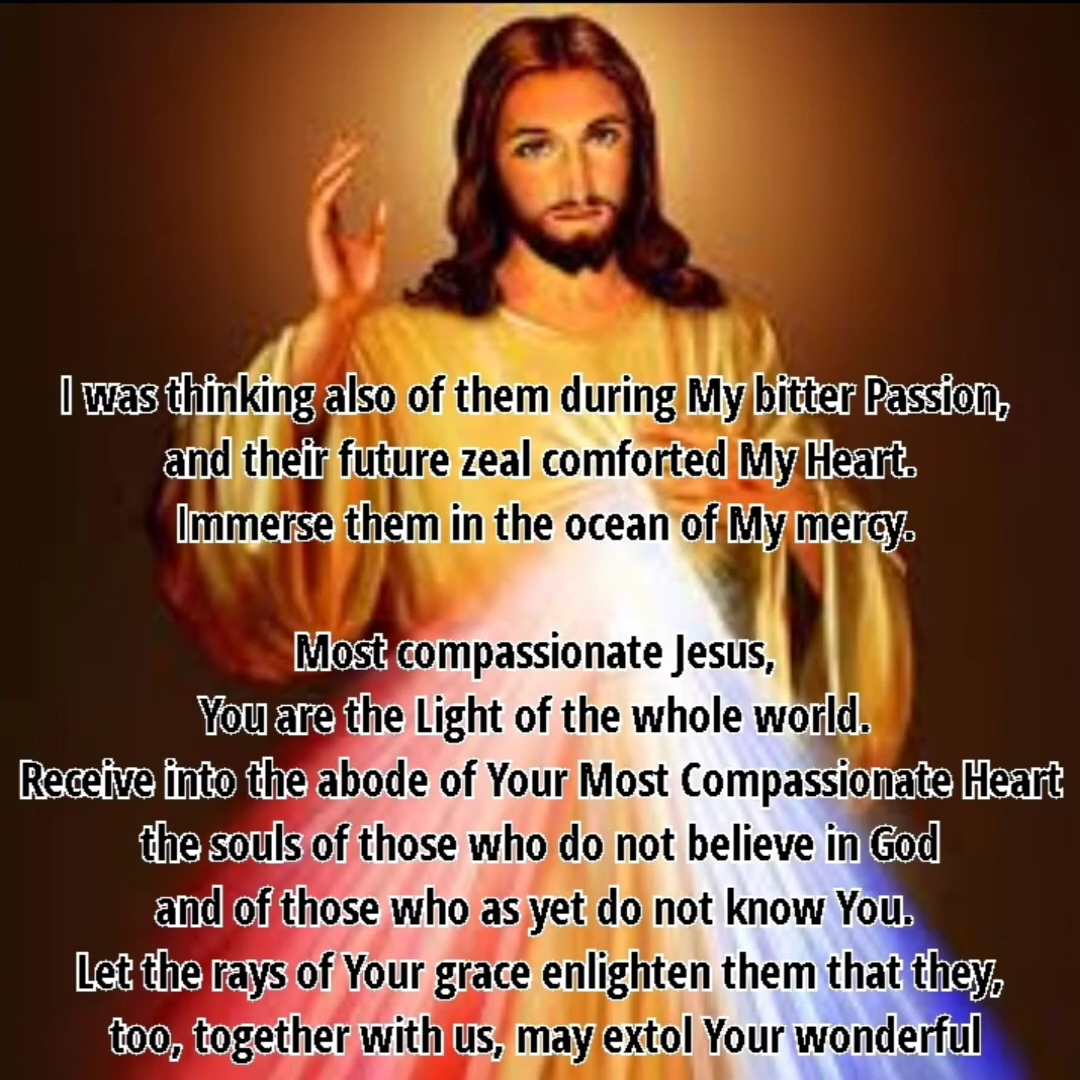 I was thinking also of them during My bitter Passion,
and their future zeal comforted My Heart.
Immerse them in the ocean of My mercy.
Most compassionate Jesus,
You are the Light of the whole world.
Receive into the abode of Your Most Compassionate Heart
the souls of those who do not believe in God
and of those who as yet do not know You.
Let the rays of Your grace enlighten them that they,
too, together with us, may extol Your wonderful